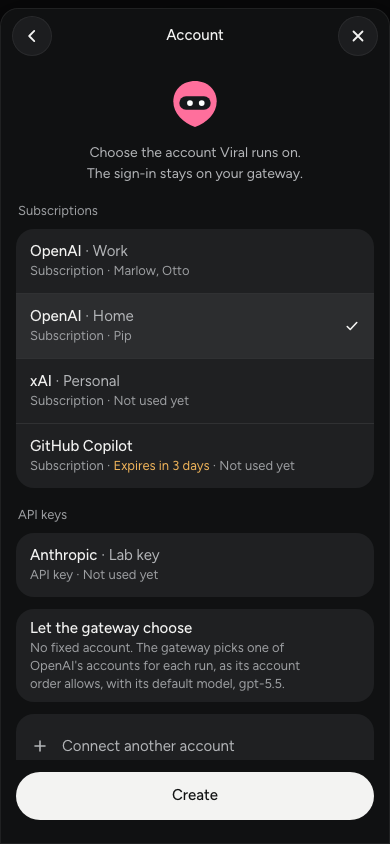 Account
Choose the account Viral runs on.
The sign-in stays on your gateway.
Subscriptions
OpenAI · Work
Subscription · Marlow, Otto
OpenAI · Home
Subscription · Pip
xAI · Personal
Subscription · Not used yet
GitHub Copilot
Subscription · Expires in 3 days · Not used yet
API keys
Anthropic · Lab key
API key · Not used yet
Let the gateway choose
No fixed account. The gateway picks one of
OpenAI's accounts for each run, as its account
order allows, with its default model, gpt-5.5.
Connect another account
Create